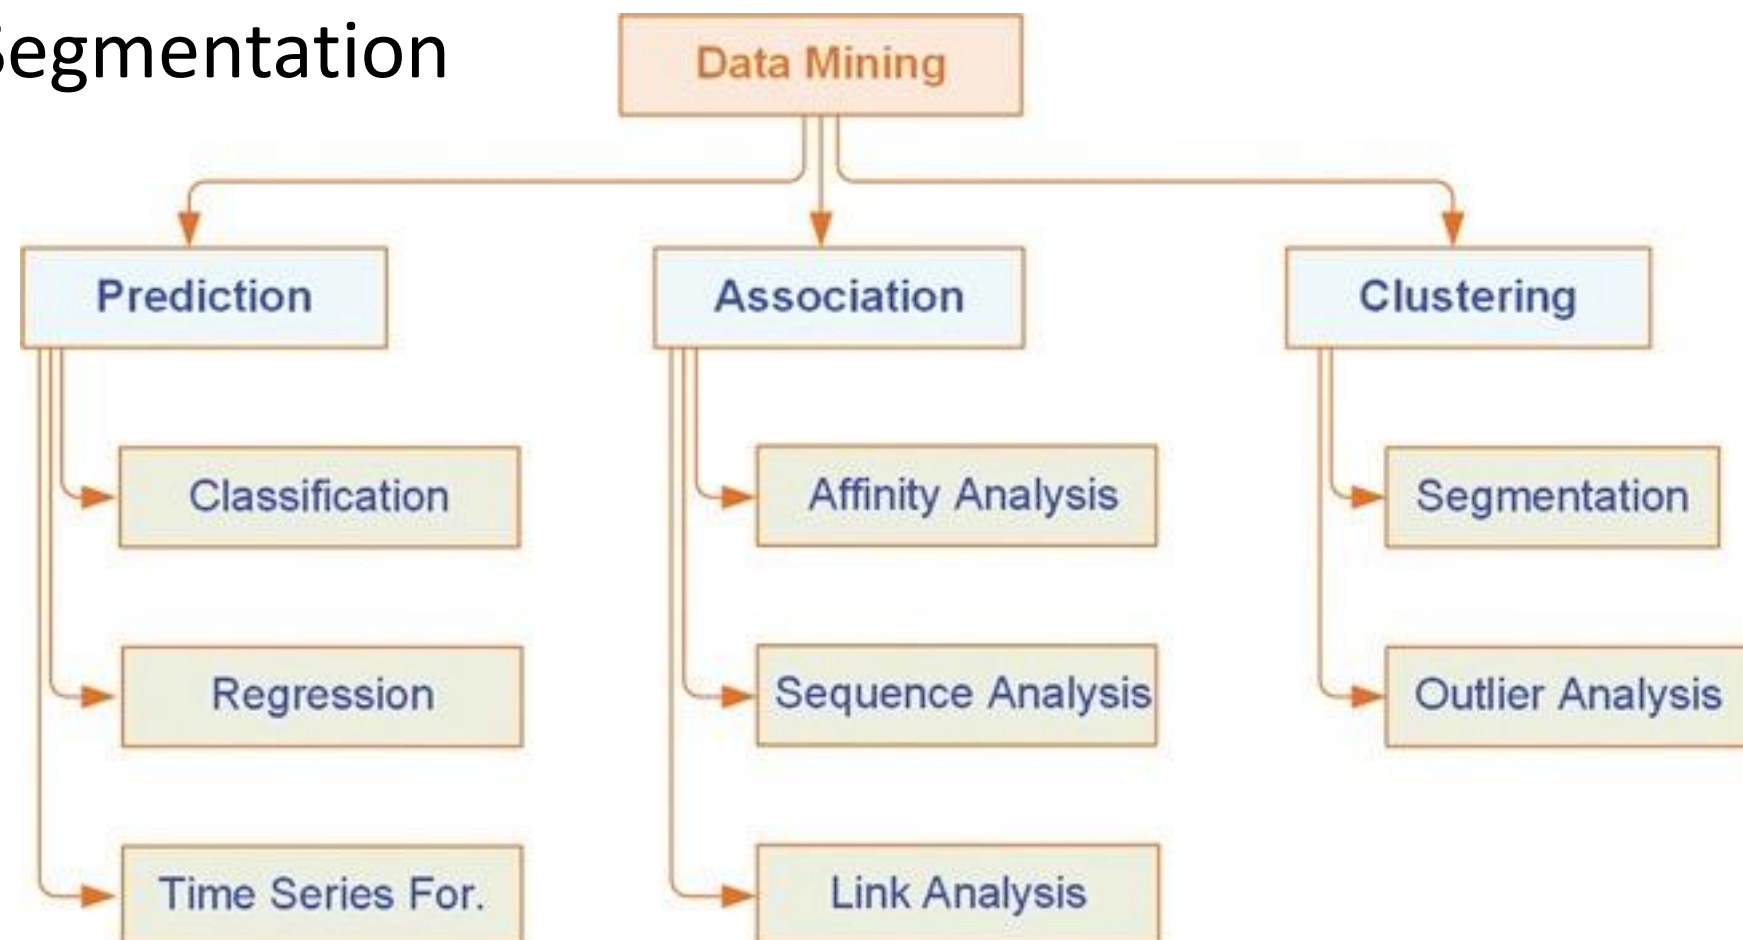 Segmentation
Data Mining
Prediction
Association
Clustering
Classification
Affinity Analysis
Segmentation
Regression
Sequence Analysis
Outlier Analysis
Time Series For.
Link Analysis